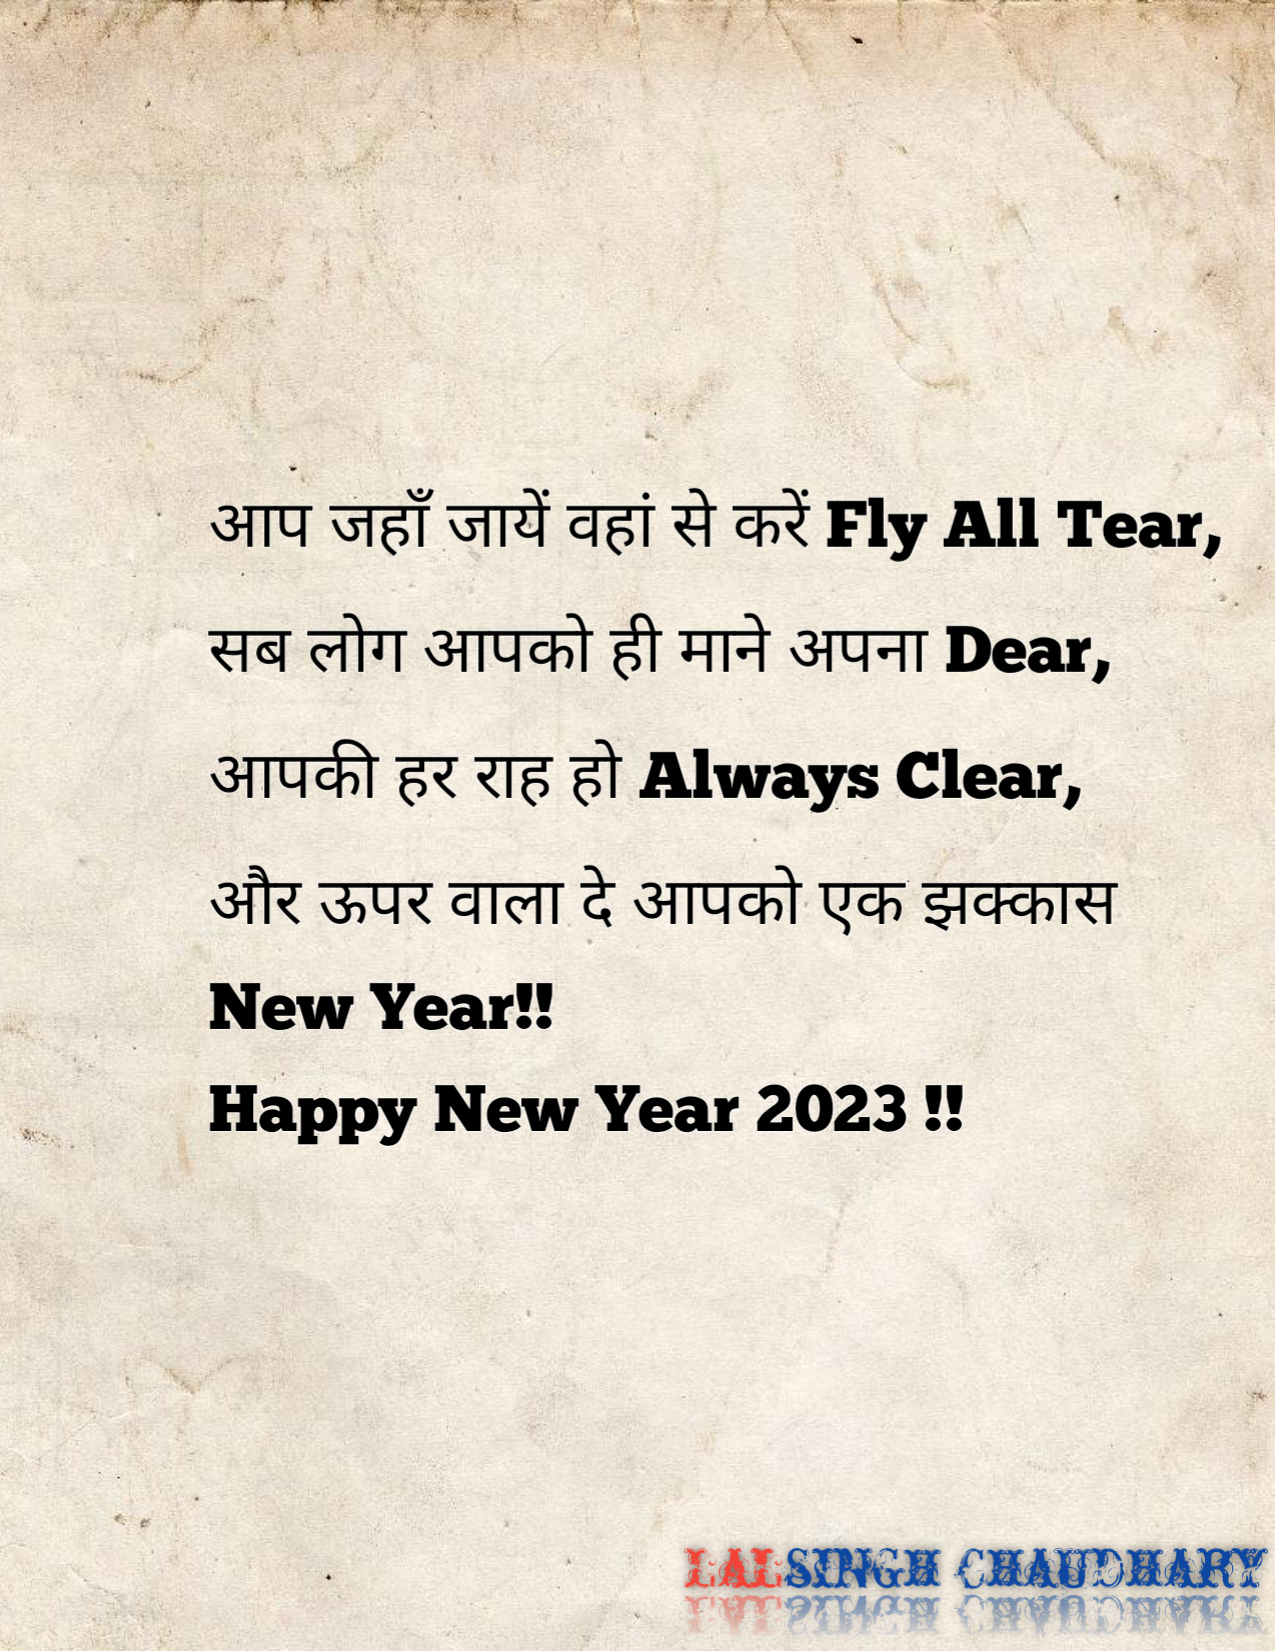 आप जहाँ जायें वहां से करें Fly All Tear,
सब लोग आपको ही माने अपना Dear,
आपकी हर राह हो Always Clear,
और ऊपर वाला दे आपको एक झक्कास
New Year!!
Happy New Year 2023 !!
LALSINGH CHAUDHARY